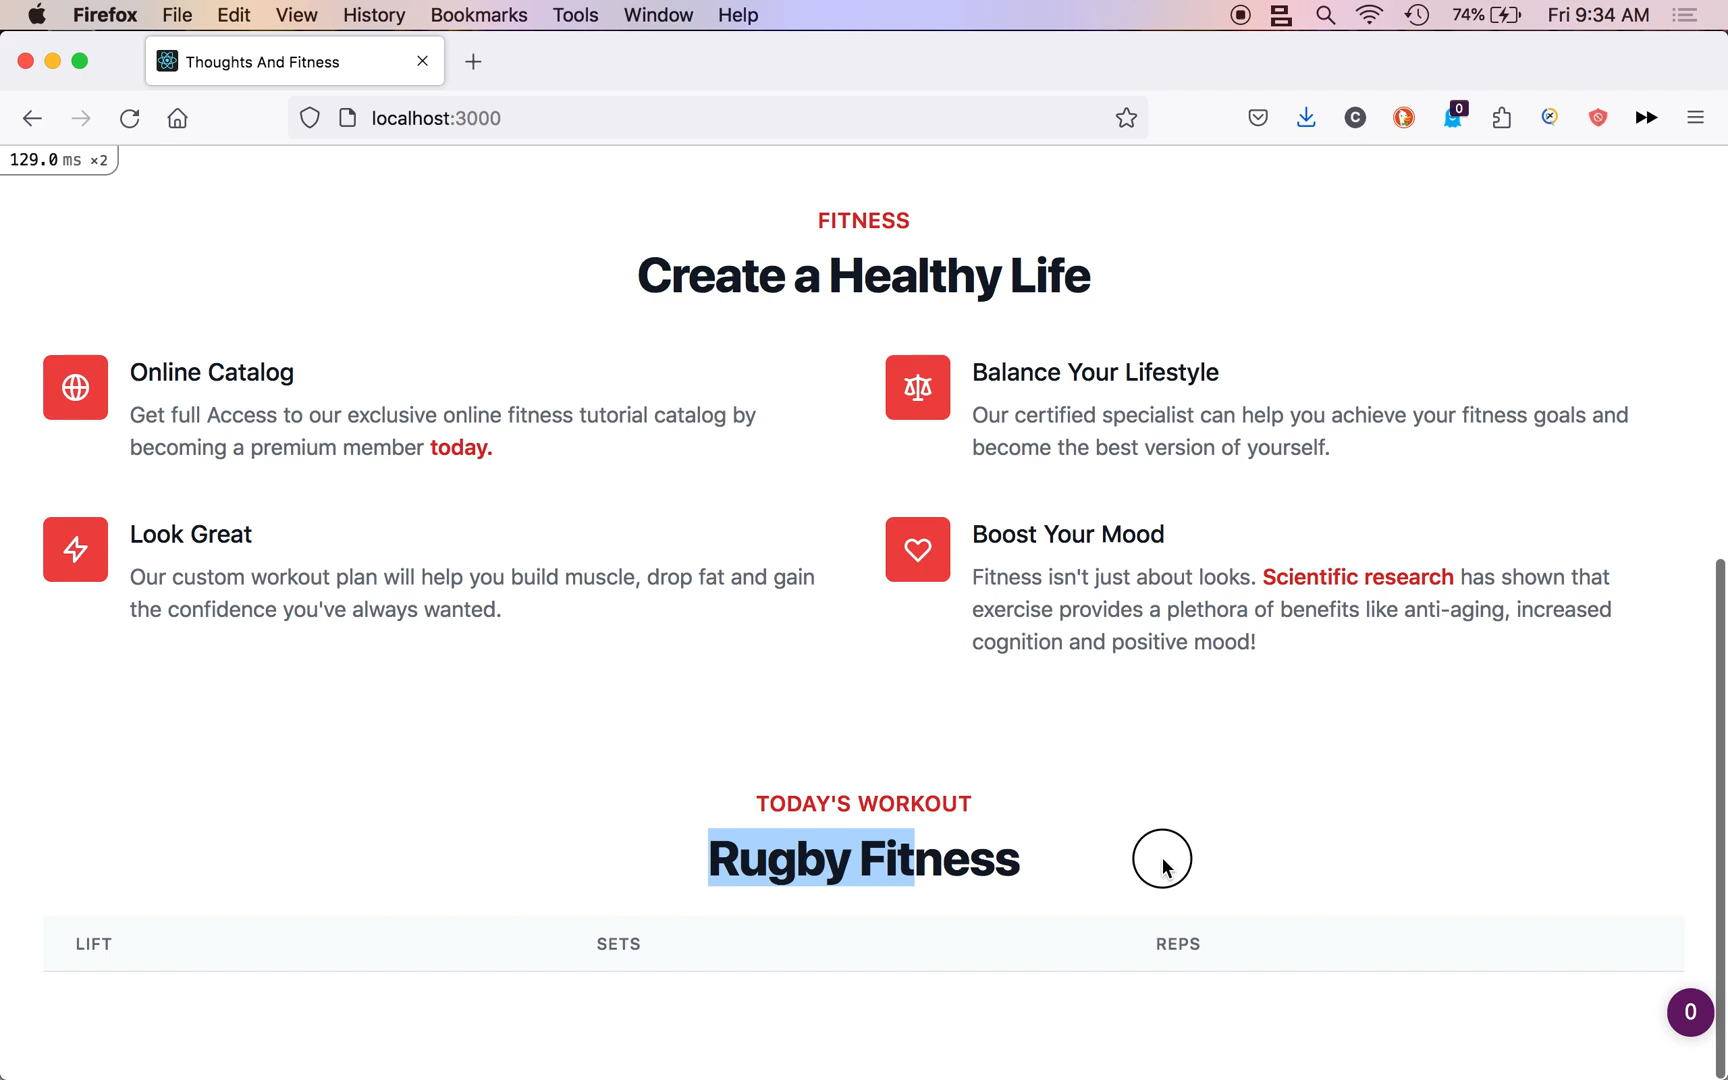 Firefox File Edit View History Bookmarks Tools Window Help 74% Fri 9:34 AM
Thoughts And Fitness
localhost:3000 C 0
129.0 ms ×2
FITNESS
Create a Healthy Life
Online Catalog
Get full Access to our exclusive online fitness tutorial catalog by
becoming a premium member today.
Balance Your Lifestyle
Our certified specialist can help you achieve your fitness goals and
become the best version of yourself.
Look Great
Our custom workout plan will help you build muscle, drop fat and gain
the confidence you've always wanted.
Boost Your Mood
Fitness isn't just about looks. Scientific research has shown that
exercise provides a plethora of benefits like anti-aging, increased
cognition and positive mood!
TODAY'S WORKOUT
Rugby Fitness
LIFT SETS REPS
0